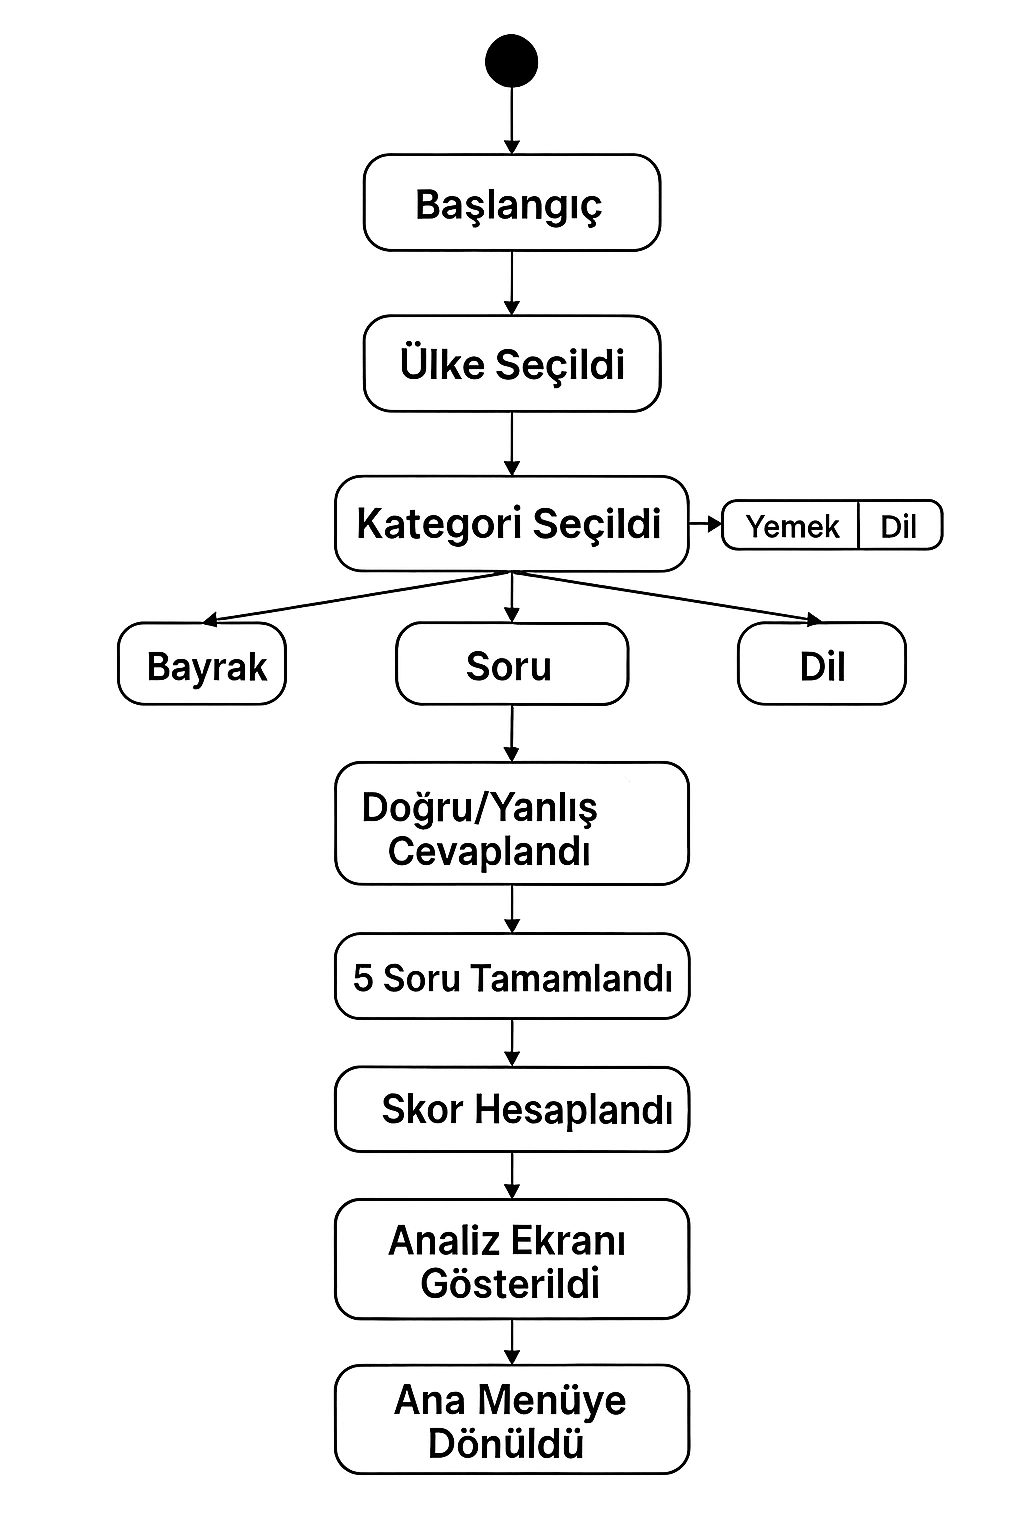 Başlangıç
Ülke Seçildi
Kategori Seçildi
Yemek
Dil
Bayrak
Soru
Dil
Doğru/Yanlış
Cevaplandı
5 Soru Tamamlandı
Skor Hesaplandı
Analiz Ekranı
Gösterildi
Ana Menüye
Dönüldü